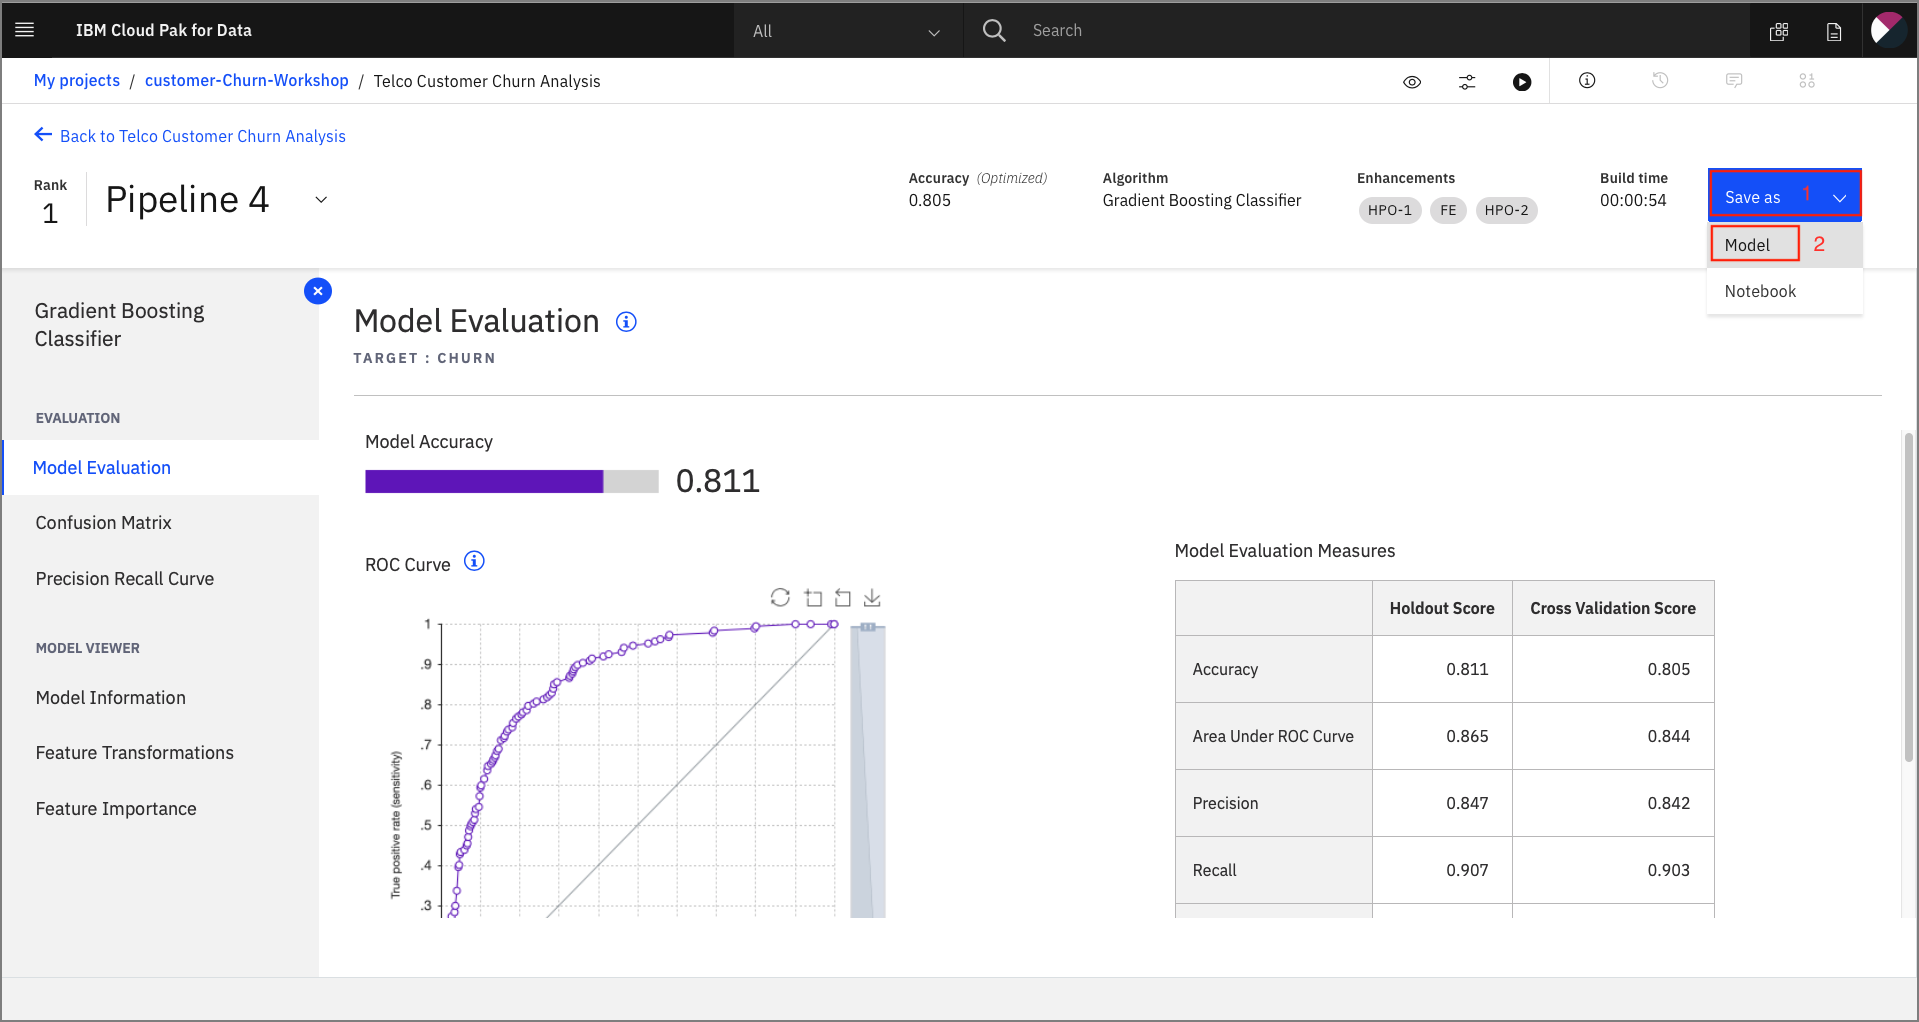 IBM Cloud Pak for Data
All
Search
My projects / customer-Churn-Workshop / Telco Customer Churn Analysis
Back to Telco Customer Churn Analysis
Rank
1
Pipeline 4
Accuracy (Optimized)
0.805
Algorithm
Gradient Boosting Classifier
Enhancements
HPO-1 FE HPO-2
Build time
00:00:54
Save as 1
Model 2
Notebook
Gradient Boosting
Classifier
EVALUATION
Model Evaluation
Confusion Matrix
Precision Recall Curve
MODEL VIEWER
Model Information
Feature Transformations
Feature Importance
Model Evaluation
TARGET : CHURN
Model Accuracy
0.811
ROC Curve
True positive rate (sensitivity)
1
.9
.8
.7
.6
.5
.4
.3
Model Evaluation Measures
Holdout Score Cross Validation Score
Accuracy 0.811 0.805
Area Under ROC Curve 0.865 0.844
Precision 0.847 0.842
Recall 0.907 0.903